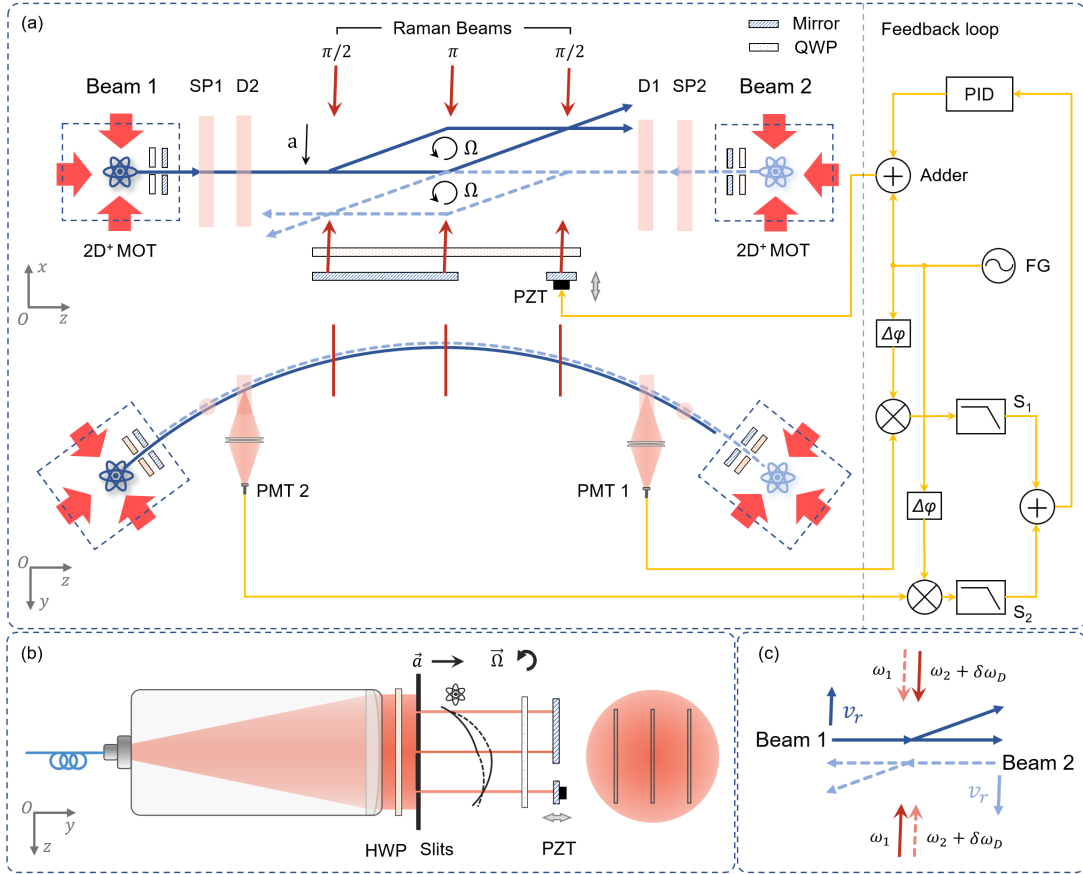 (a)
Raman Beams
π/2
π
π/2
Mirror
QWP
Feedback loop
Beam 1
SP1
D2
D1
SP2
Beam 2
PID
a
Ω
Ω
Adder
2D⁺ MOT
2D⁺ MOT
x
O
z
PZT
FG
Δφ
S₁
PMT 2
PMT 1
Δφ
O
z
y
S₂
(b)
a⃗
Ω⃗
O
y
z
HWP
Slits
PZT
(c)
ω₁
ω₂ + δω_D
v_r
Beam 1
Beam 2
v_r
ω₁
ω₂ + δω_D